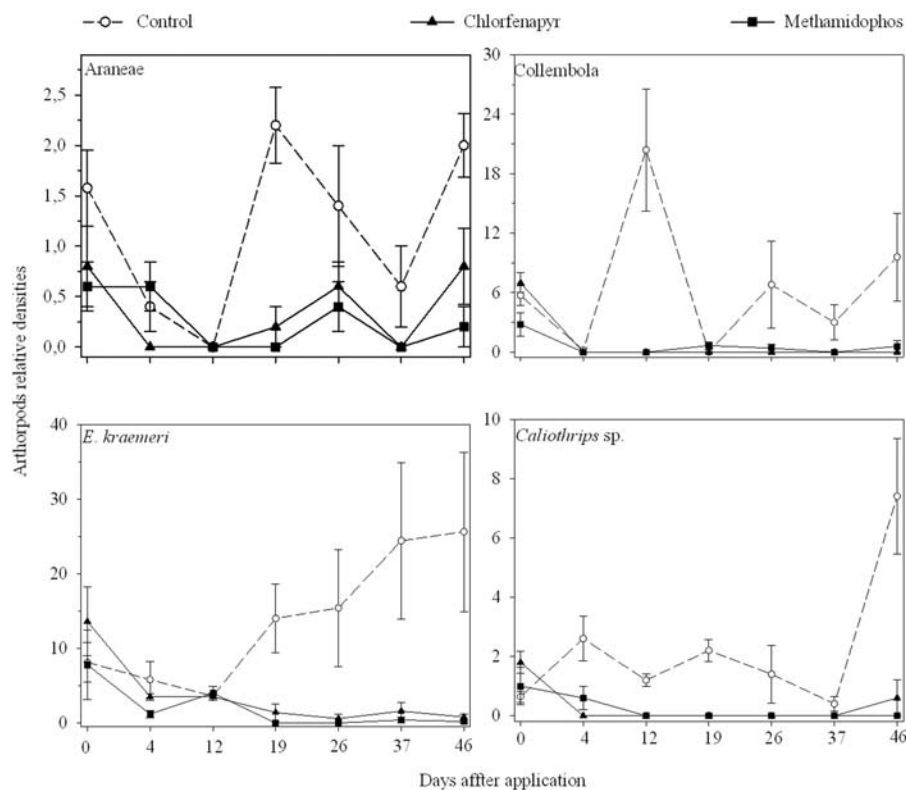 Control Chlorfenapyr Methamidophos
Araneae
2,5
2,0
1,5
1,0
0,5
0,0
Collembola
30
24
18
12
6
0
E. kraemeri
40
30
20
10
0
0 4 12 19 26 37 46
Caliothrips sp.
10
8
6
4
2
0
0 4 12 19 26 37 46
Arthorpods relative densities
Days affter application